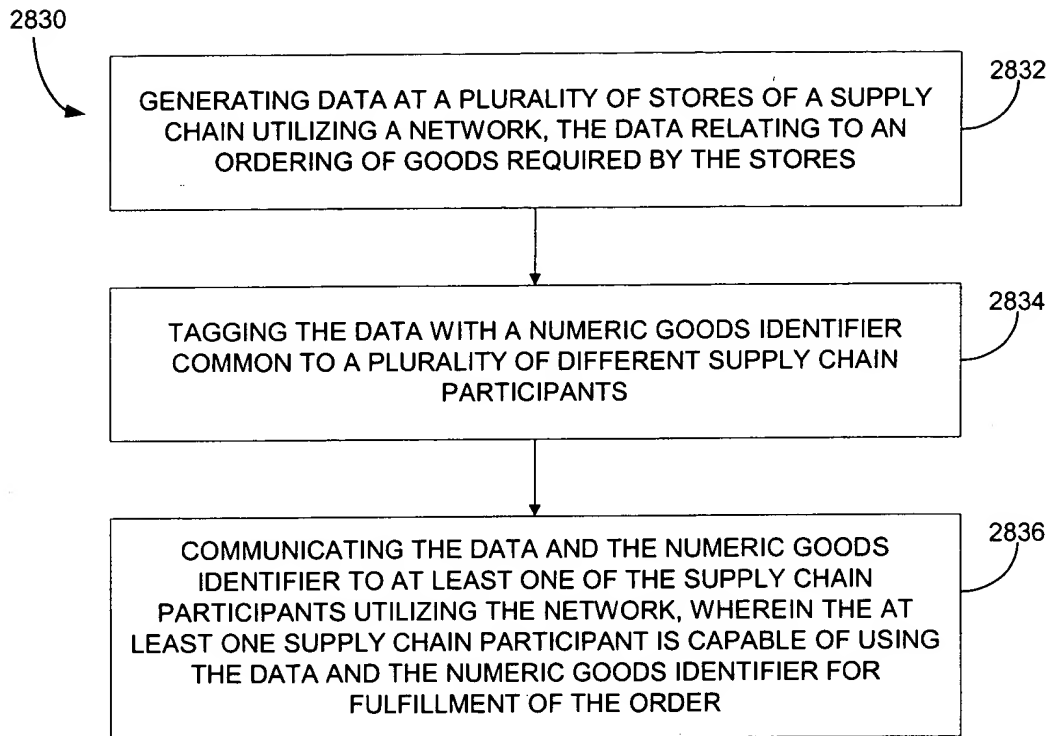 2830
2832
GENERATING DATA AT A PLURALITY OF STORES OF A SUPPLY
CHAIN UTILIZING A NETWORK, THE DATA RELATING TO AN
ORDERING OF GOODS REQUIRED BY THE STORES
2834
TAGGING THE DATA WITH A NUMERIC GOODS IDENTIFIER
COMMON TO A PLURALITY OF DIFFERENT SUPPLY CHAIN
PARTICIPANTS
2836
COMMUNICATING THE DATA AND THE NUMERIC GOODS
IDENTIFIER TO AT LEAST ONE OF THE SUPPLY CHAIN
PARTICIPANTS UTILIZING THE NETWORK, WHEREIN THE AT
LEAST ONE SUPPLY CHAIN PARTICIPANT IS CAPABLE OF USING
THE DATA AND THE NUMERIC GOODS IDENTIFIER FOR
FULFILLMENT OF THE ORDER